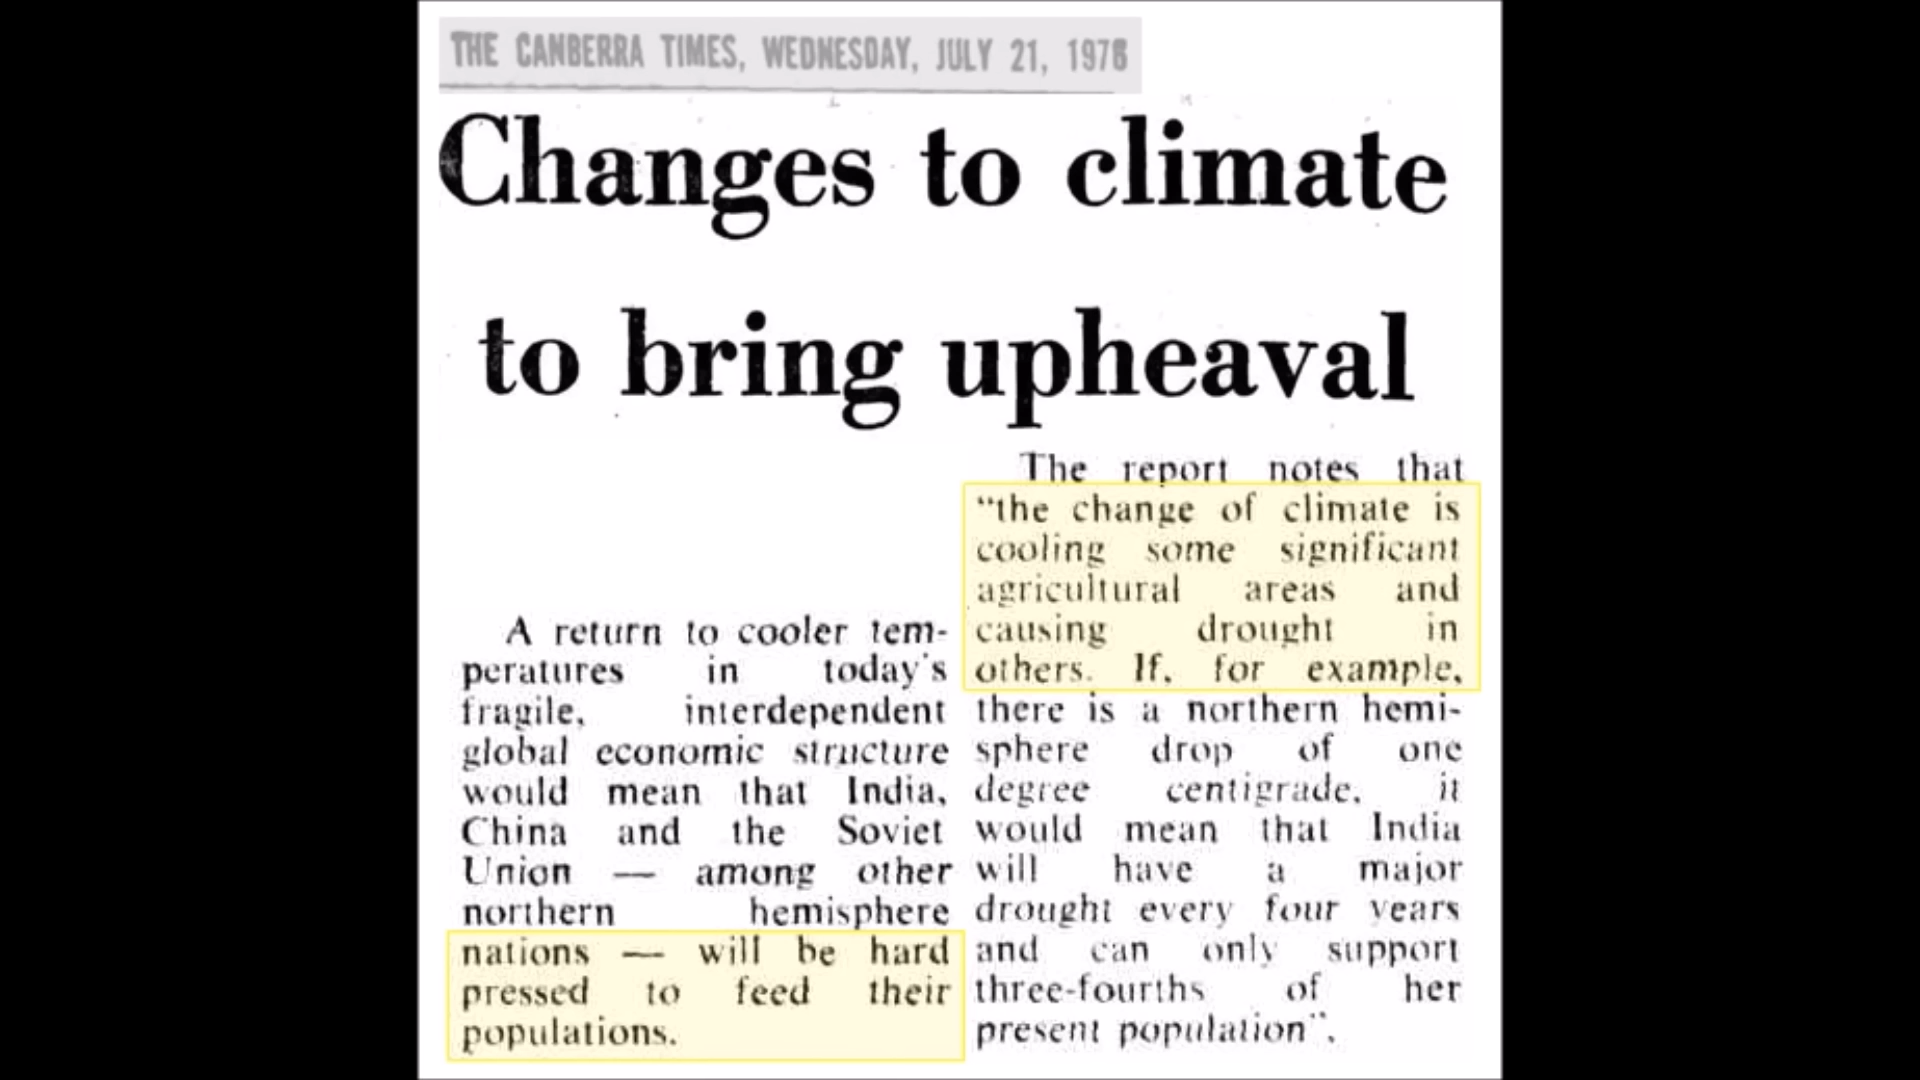 THE CANBERRA TIMES, WEDNESDAY, JULY 21, 1976
Changes to climate
to bring upheaval
A return to cooler tem-
peratures in today's
fragile, interdependent
global economic structure
would mean that India,
China and the Soviet
Union — among other
northern hemisphere
nations — will be hard
pressed to feed their
populations.
The report notes that
“the change of climate is
cooling some significant
agricultural areas and
causing drought in
others. If, for example,
there is a northern hemi-
sphere drop of one
degree centigrade, it
would mean that India
will have a major
drought every four years
and can only support
three-fourths of her
present population”.